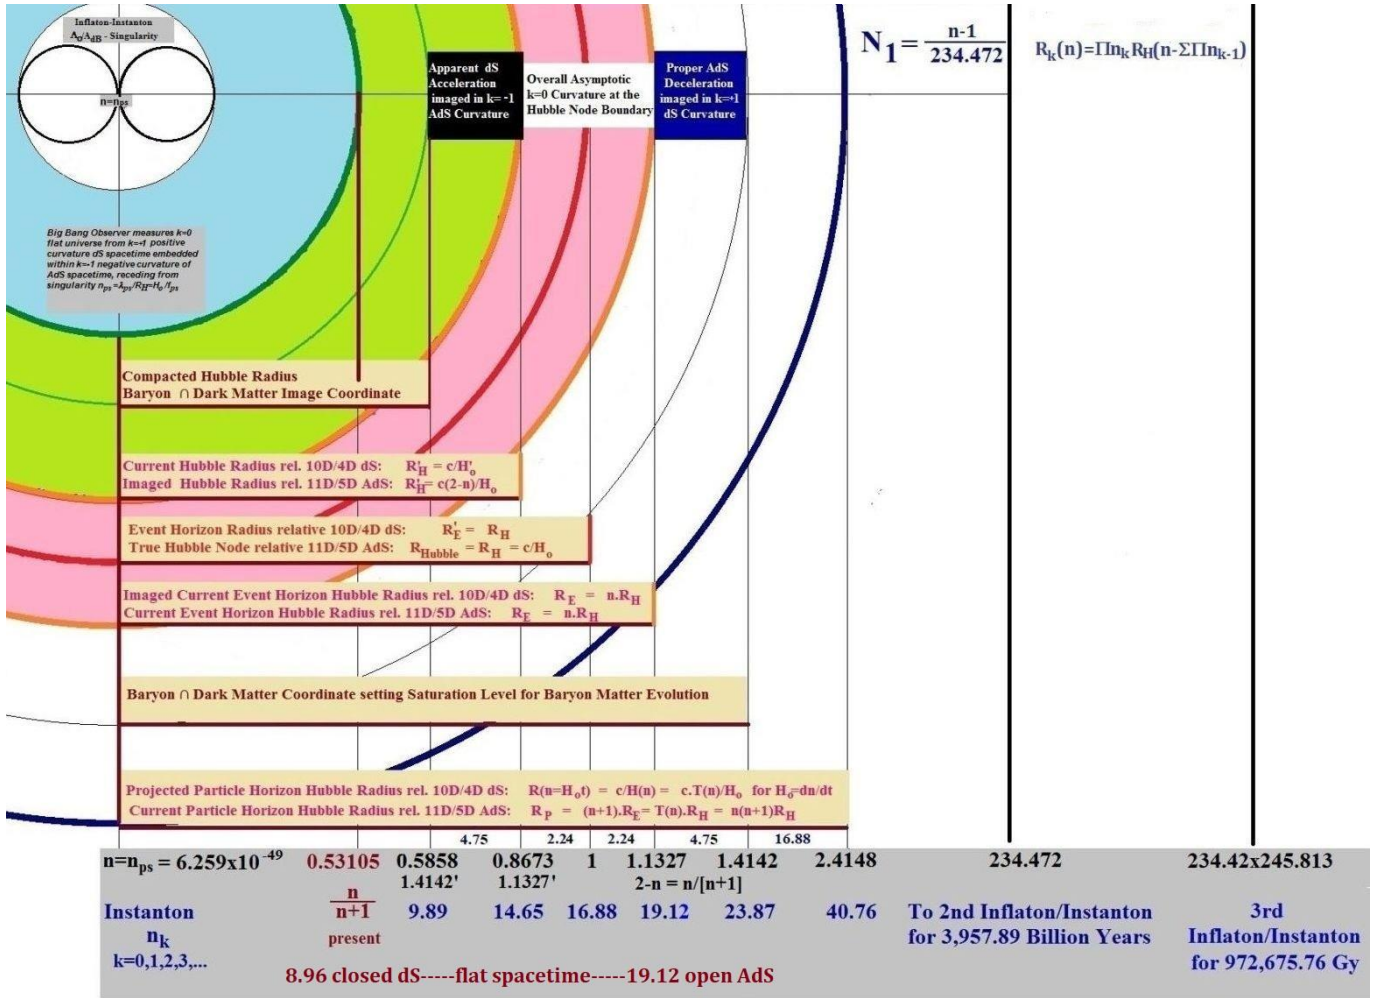 Inflaton-Instanton
Ao/AdB - Singularity
n=nps
Big Bang Observer measures k=0
flat universe from k=+1 positive
curvature dS spacetime embedded
within k=-1 negative curvature of
AdS spacetime, receding from
singularity nps=λps/RH=Ho/fps
Apparent dS
Acceleration
imaged in k=-1
AdS Curvature
Overall Asymptotic
k=0 Curvature at the
Hubble Node Boundary
Proper AdS
Deceleration
imaged in k=+1
dS Curvature
N1= n-1
234.472
Rk(n)=ΠnkRH(n-ΣΠnk-1)
Compacted Hubble Radius
Baryon ∩ Dark Matter Image Coordinate
Current Hubble Radius rel. 10D/4D dS: R'H = c/H'o
Imaged Hubble Radius rel. 11D/5D AdS: R'H= c(2-n)/Ho
Event Horizon Radius relative 10D/4D dS: R'E = RH
True Hubble Node relative 11D/5D AdS: RHubble = RH = c/Ho
Imaged Current Event Horizon Hubble Radius rel. 10D/4D dS: RE = n.RH
Current Event Horizon Hubble Radius rel. 11D/5D AdS: RE = n.RH
Baryon ∩ Dark Matter Coordinate setting Saturation Level for Baryon Matter Evolution
Projected Particle Horizon Hubble Radius rel. 10D/4D dS: R(n=Hot) = c/H(n) = c.T(n)/Ho for Ho=dn/dt
Current Particle Horizon Hubble Radius rel. 11D/5D AdS: RP = (n+1).RE= T(n).RH = n(n+1)RH
4.75 2.24 2.24 4.75 16.88
n=nps = 6.259x10-49 0.53105 0.5858 0.8673 1 1.1327 1.4142 2.4148 234.472 234.42x245.813
1.4142' 1.1327' 2-n = n/[n+1]
Instanton n/n+1 9.89 14.65 16.88 19.12 23.87 40.76 To 2nd Inflaton/Instanton 3rd
nk present for 3,957.89 Billion Years Inflaton/Instanton
k=0,1,2,3,... for 972,675.76 Gy
8.96 closed dS-----flat spacetime-----19.12 open AdS